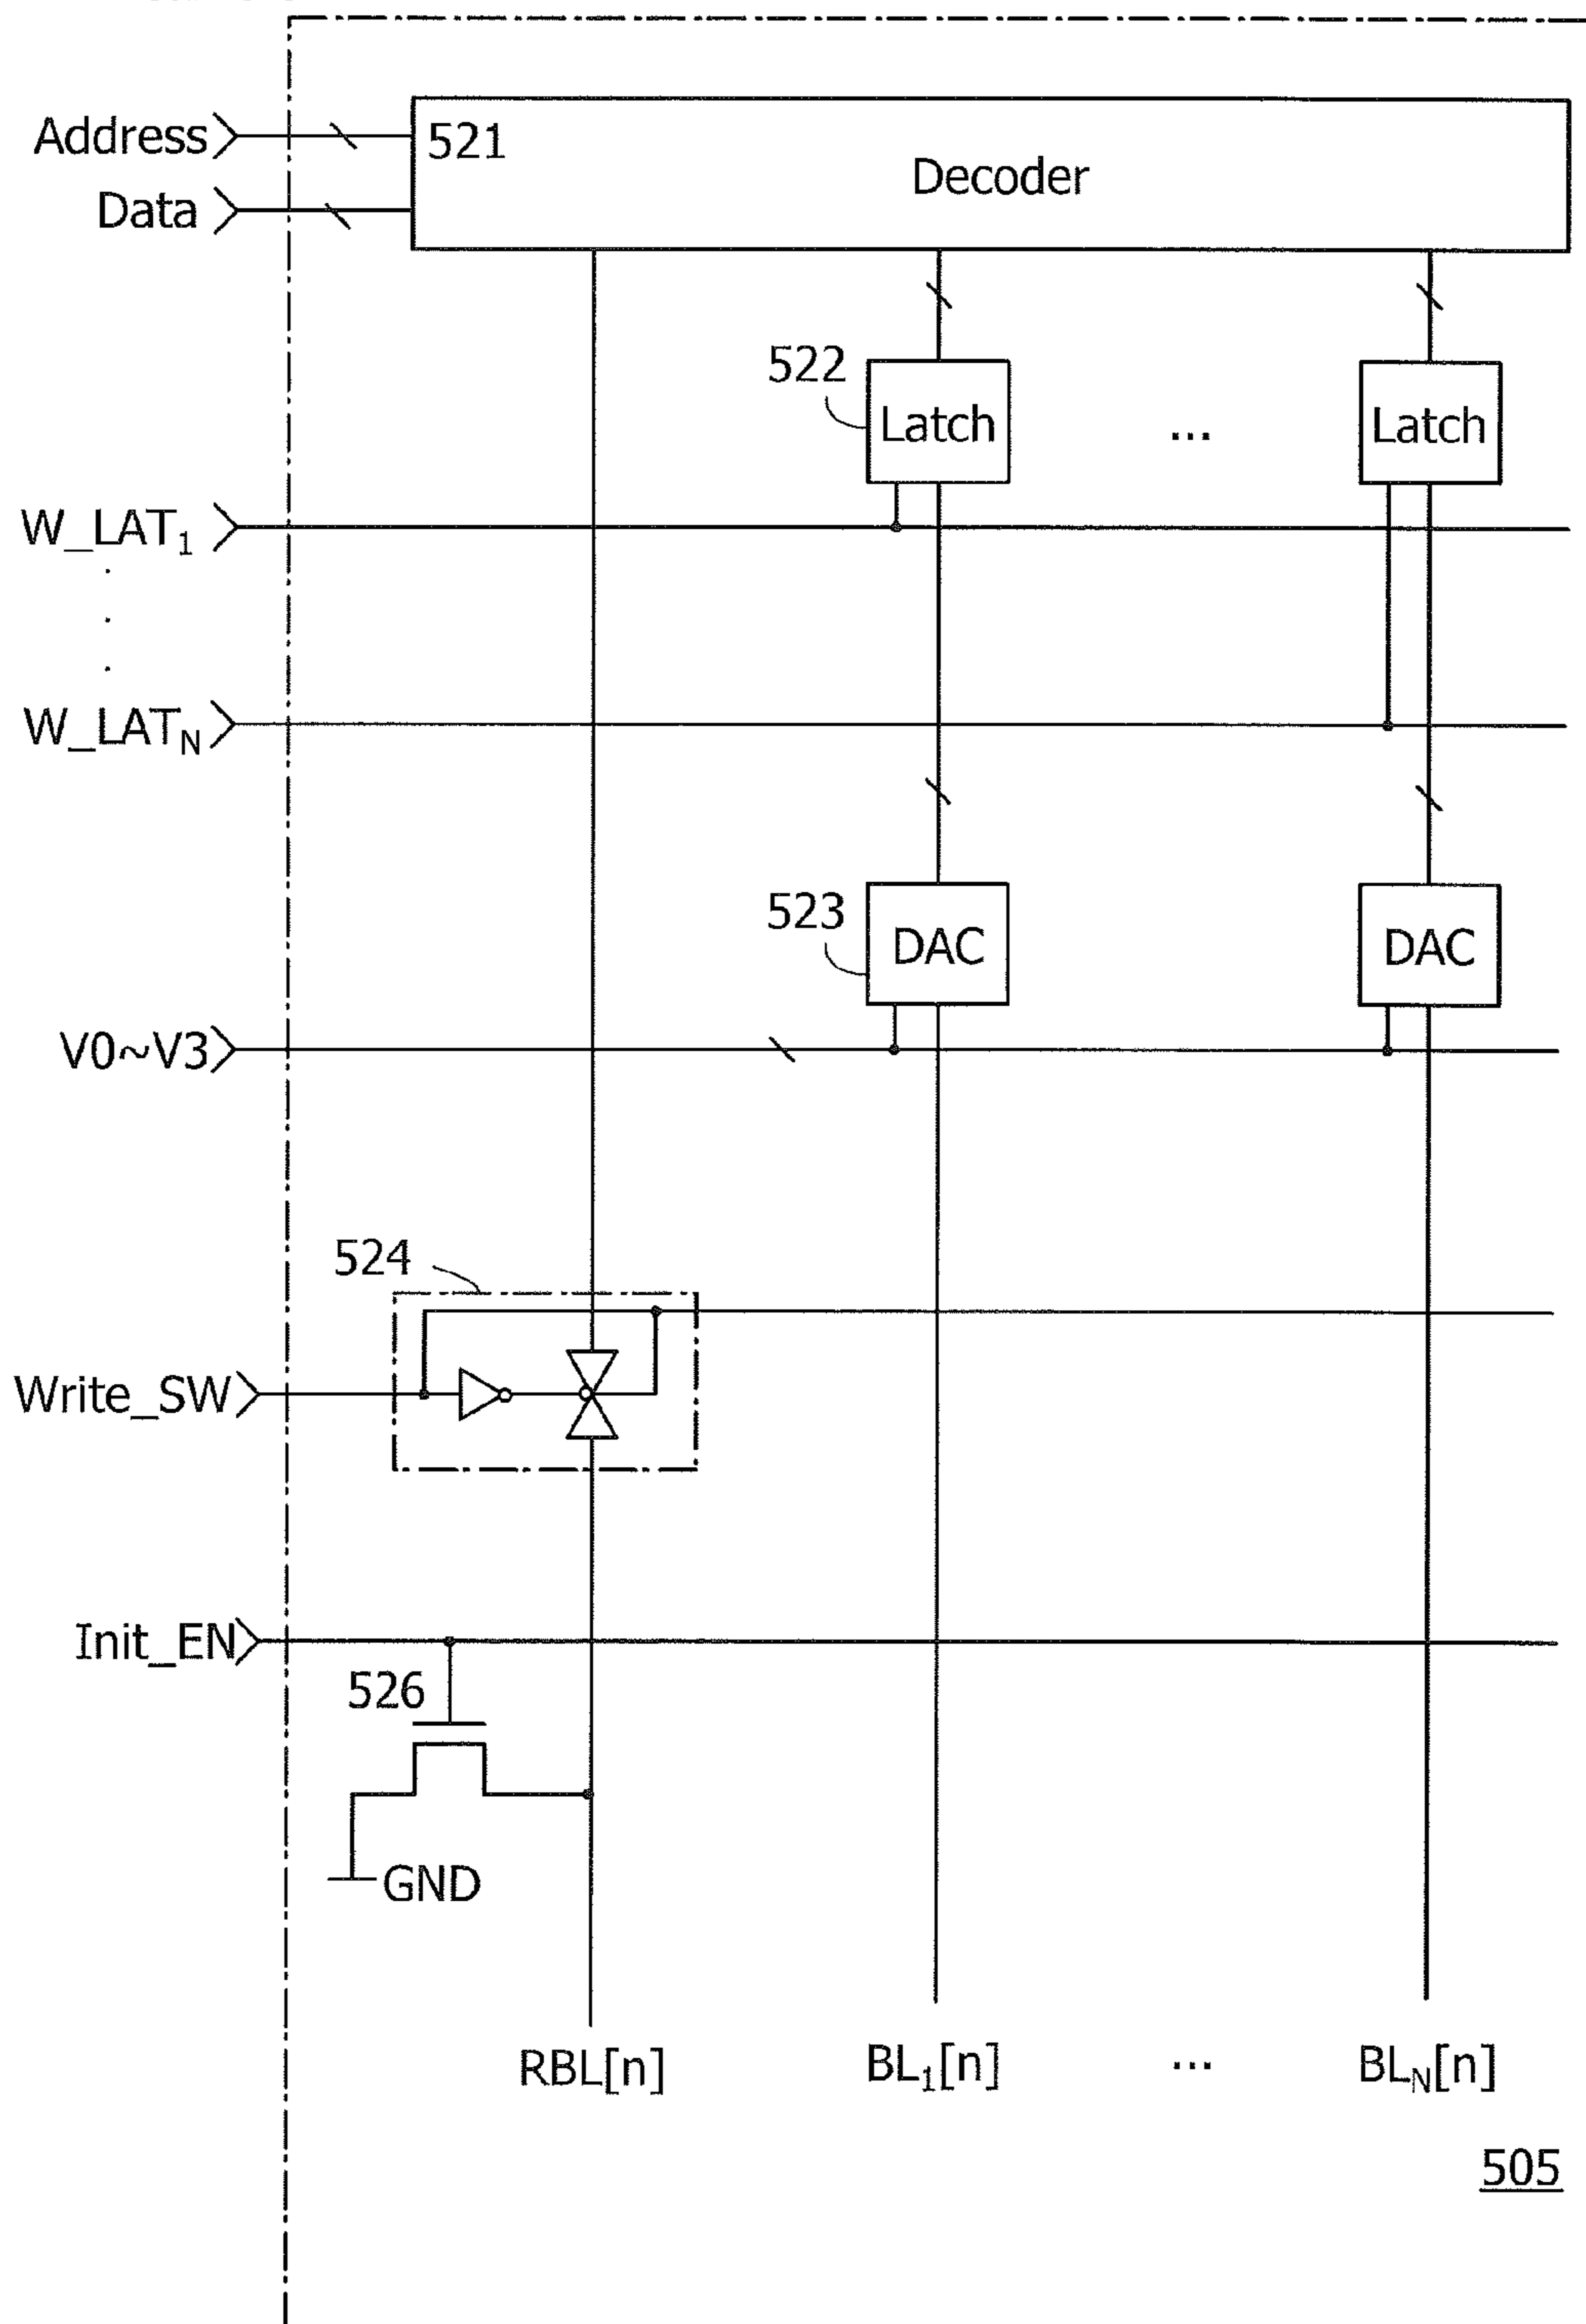 Address
521
Decoder
Data
522
Latch
...
Latch
W_LAT1
.
.
.
W_LATN
523
DAC
DAC
V0~V3
524
Write_SW
Init_EN
526
GND
RBL[n]
BL1[n]
...
BLN[n]
505